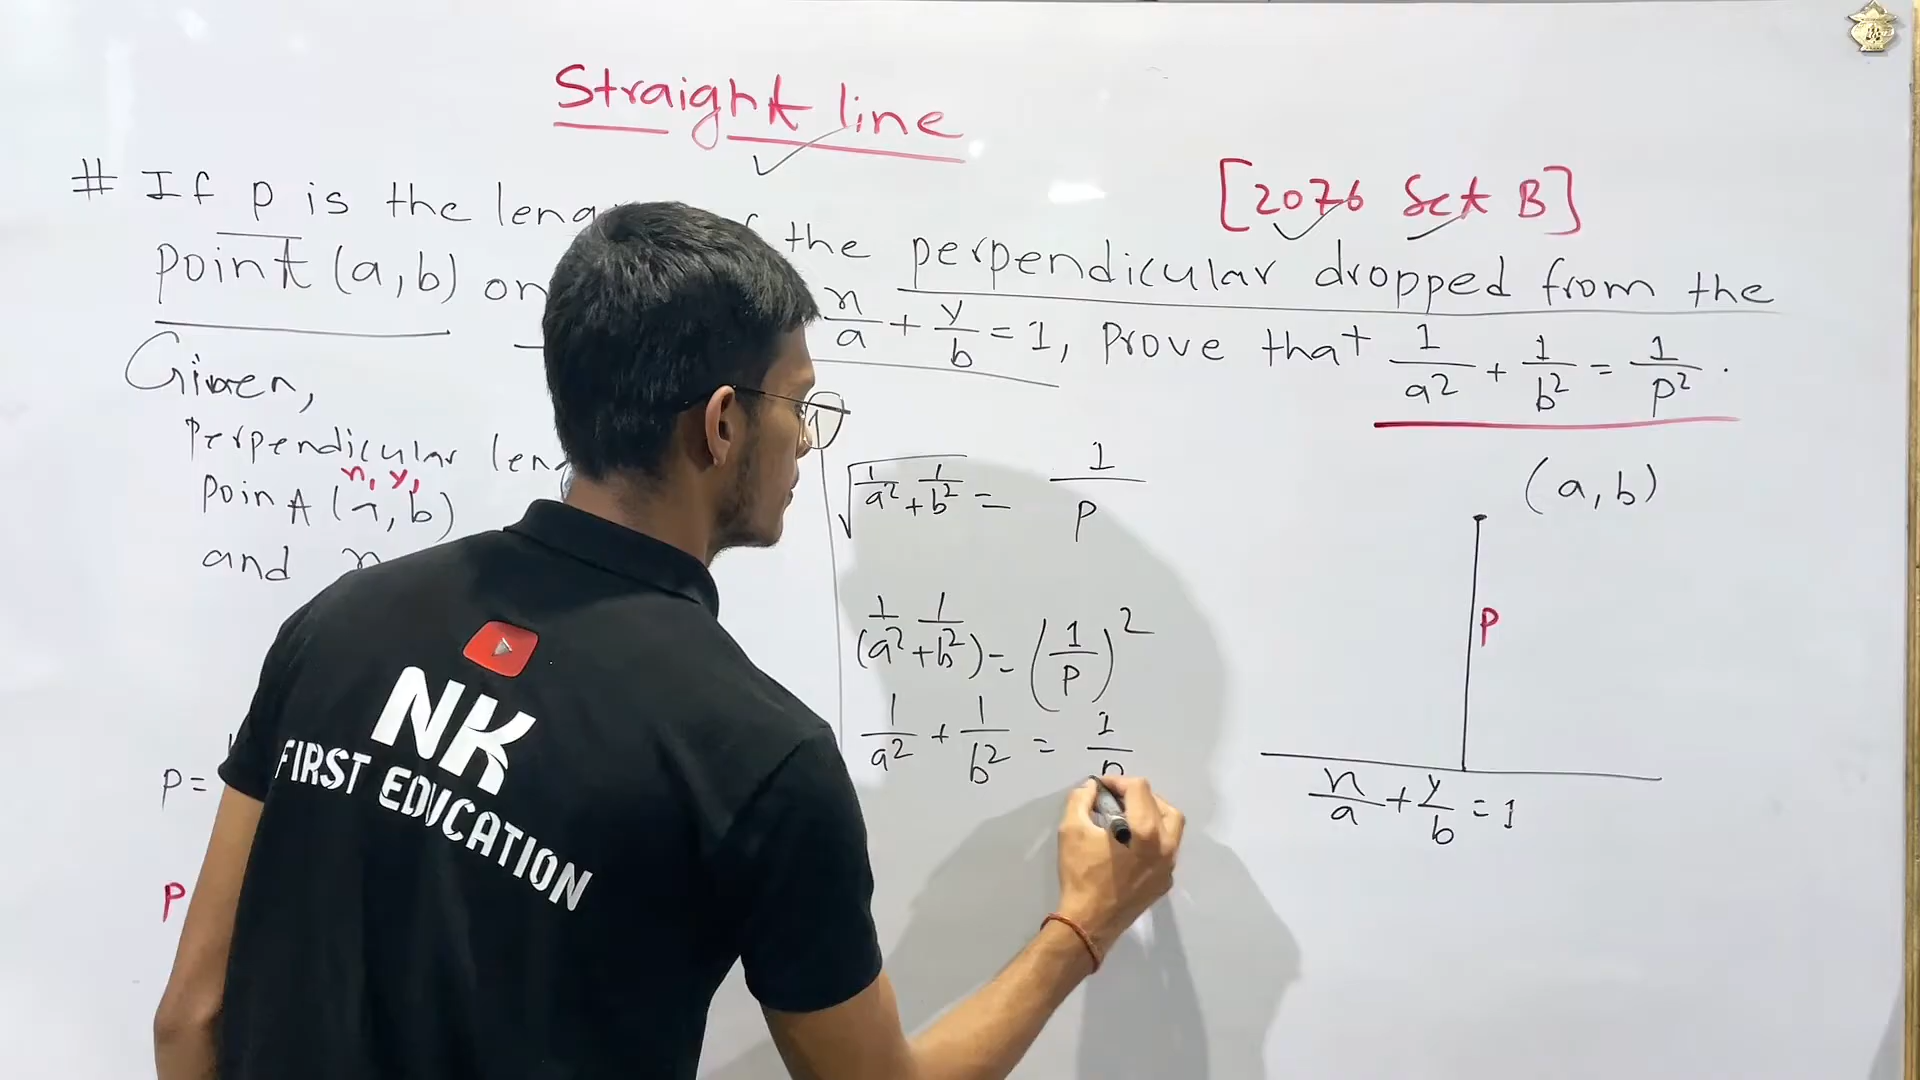 Straight line
[2076 Set B]
# If p is the leng f the perpendicular dropped from the
point (a,b) on x/a + y/b = 1, Prove that 1/a² + 1/b² = 1/p² .
Given,
Perpendicular len
x, y,
Point (a,b)
and x
P =
P
√(1/a² + 1/b²) = 1/P
(1/a² + 1/b²) = (1/P)²
1/a² + 1/b² = 1/p
(a,b)
P
x/a + y/b = 1
NK
FIRST EDUCATION